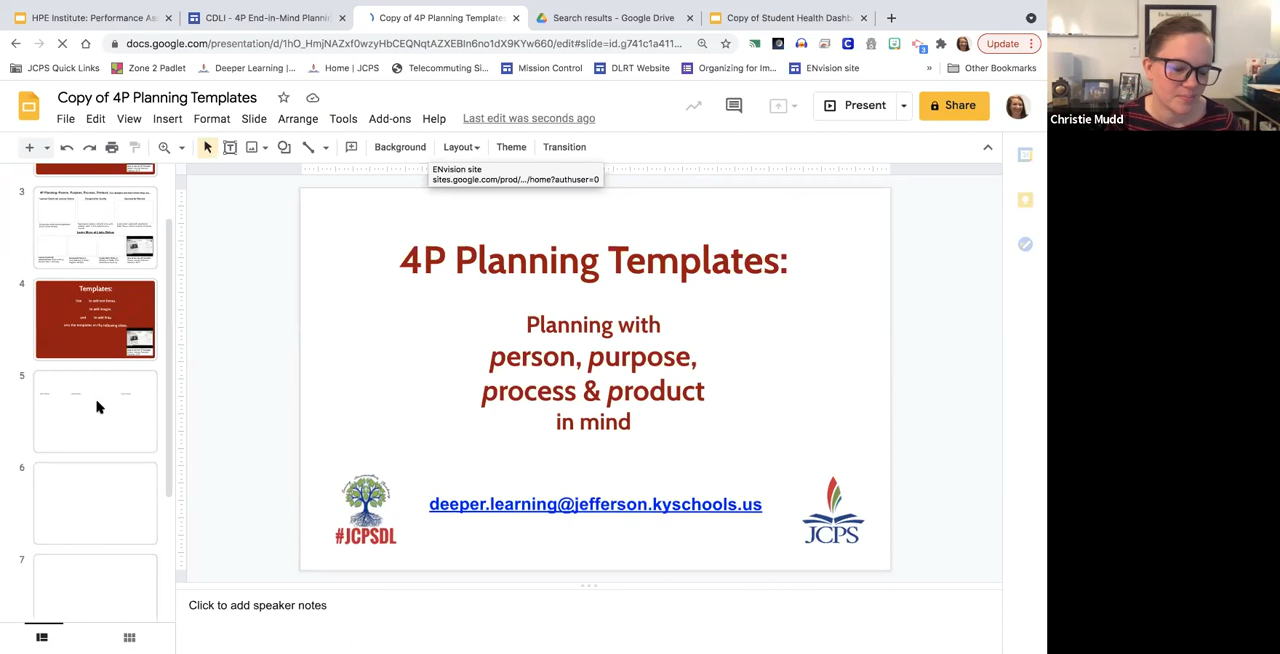 HPE Institute: Performance As
CDLI - 4P End-in-Mind Plannin
Copy of 4P Planning Templates
Search results - Google Drive
Copy of Student Health Dashb
docs.google.com/presentation/d/1hO_HmjNAZxf0wzyHbCEQNqtAZXEBIn6no1dX9KYw660/edit#slide=id.g741c1a411...
Update
JCPS Quick Links
Zone 2 Padlet
Deeper Learning |...
Home | JCPS
Telecommuting Si...
Mission Control
DLRT Website
Organizing for Im...
ENvision site
»
Other Bookmarks
Christie Mudd
Copy of 4P Planning Templates
File Edit View Insert Format Slide Arrange Tools Add-ons Help
Last edit was seconds ago
Present
Share
Background
Layout
Theme
Transition
ENvision site
sites.google.com/prod/.../home?authuser=0
3
4
Templates:
5
6
7
4P Planning Templates:
Planning with
person, purpose,
process & product
in mind
deeper.learning@jefferson.kyschools.us
#JCPSDL
JCPS
Click to add speaker notes